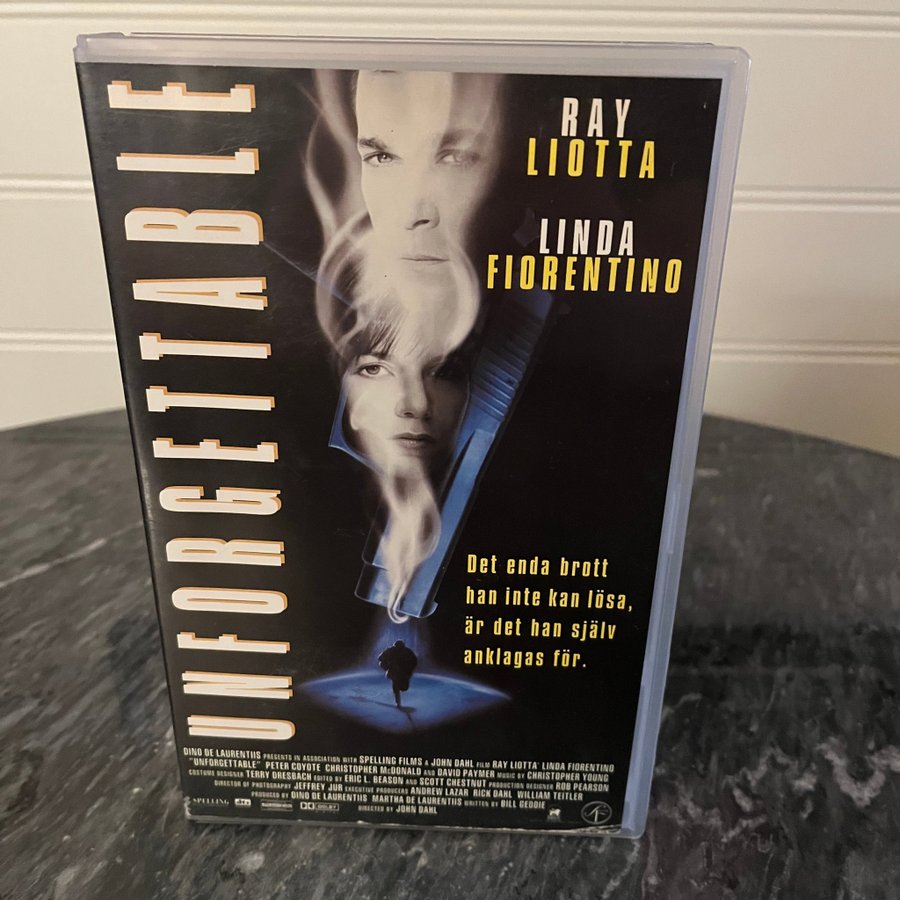 UNFORGETTABLE
RAY
LIOTTA
LINDA
FIORENTINO
Det enda brott
han inte kan lösa,
är det han själv
anklagas för.
DINO DE LAURENTIIS PRESENTS IN ASSOCIATION WITH SPELLING FILMS A JOHN DAHL FILM RAY LIOTTA LINDA FIORENTINO
"UNFORGETTABLE" PETER COYOTE CHRISTOPHER McDONALD AND DAVID PAYMER MUSIC BY CHRISTOPHER YOUNG
COSTUME DESIGNER TERRY DRESBACH EDITED BY ERIC L. BEASON AND SCOTT CHESTNUT PRODUCTION DESIGNER ROB PEARSON
DIRECTOR OF PHOTOGRAPHY JEFFREY JUR EXECUTIVE PRODUCERS ANDREW LAZAR RICK DAHL WILLIAM TEITLER
PRODUCED BY DINO DE LAURENTIIS MARTHA DE LAURENTIIS WRITTEN BY BILL GEDDIE
DIRECTED BY JOHN DAHL
SPELLING
dts
DOLBY
SF